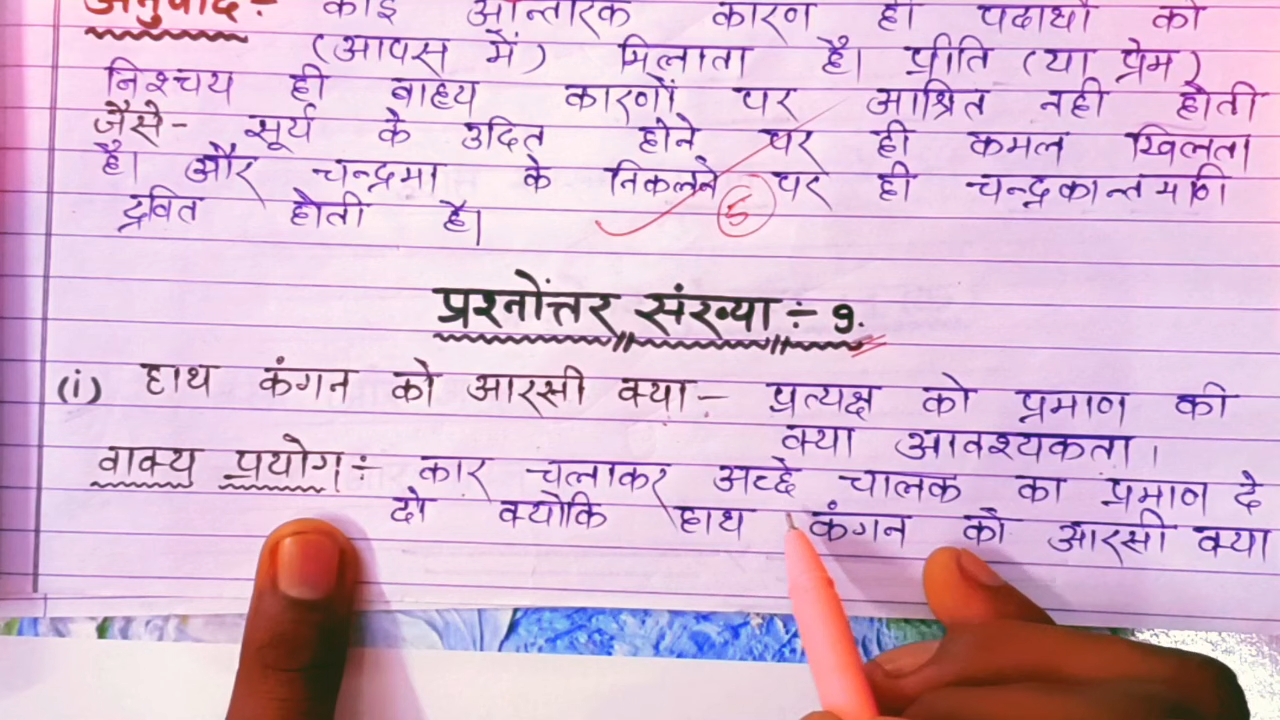 अनुवाद:- कोई आन्तरिक कारण ही पदार्थो को
(आपस में) मिलाता है। प्रीति (या प्रेम)
निश्चय ही बाह्य कारणों पर आश्रित नही होती
जैसे- सूर्य के उदित होने पर ही कमल खिलता
है। और चन्द्रमा के निकलने पर ही चन्द्रकान्तमणि
द्रवित होती है।
5
प्रश्नोंत्तर संख्या:- 9.
(i) हाथ कंगन को आरसी क्या- प्रत्यक्ष को प्रमाण की
क्या आवश्यकता।
वाक्य प्रयोग:- कार चलाकर अच्छे चालक का प्रमाण दे
दो क्योकि हाथ कंगन को आरसी क्या